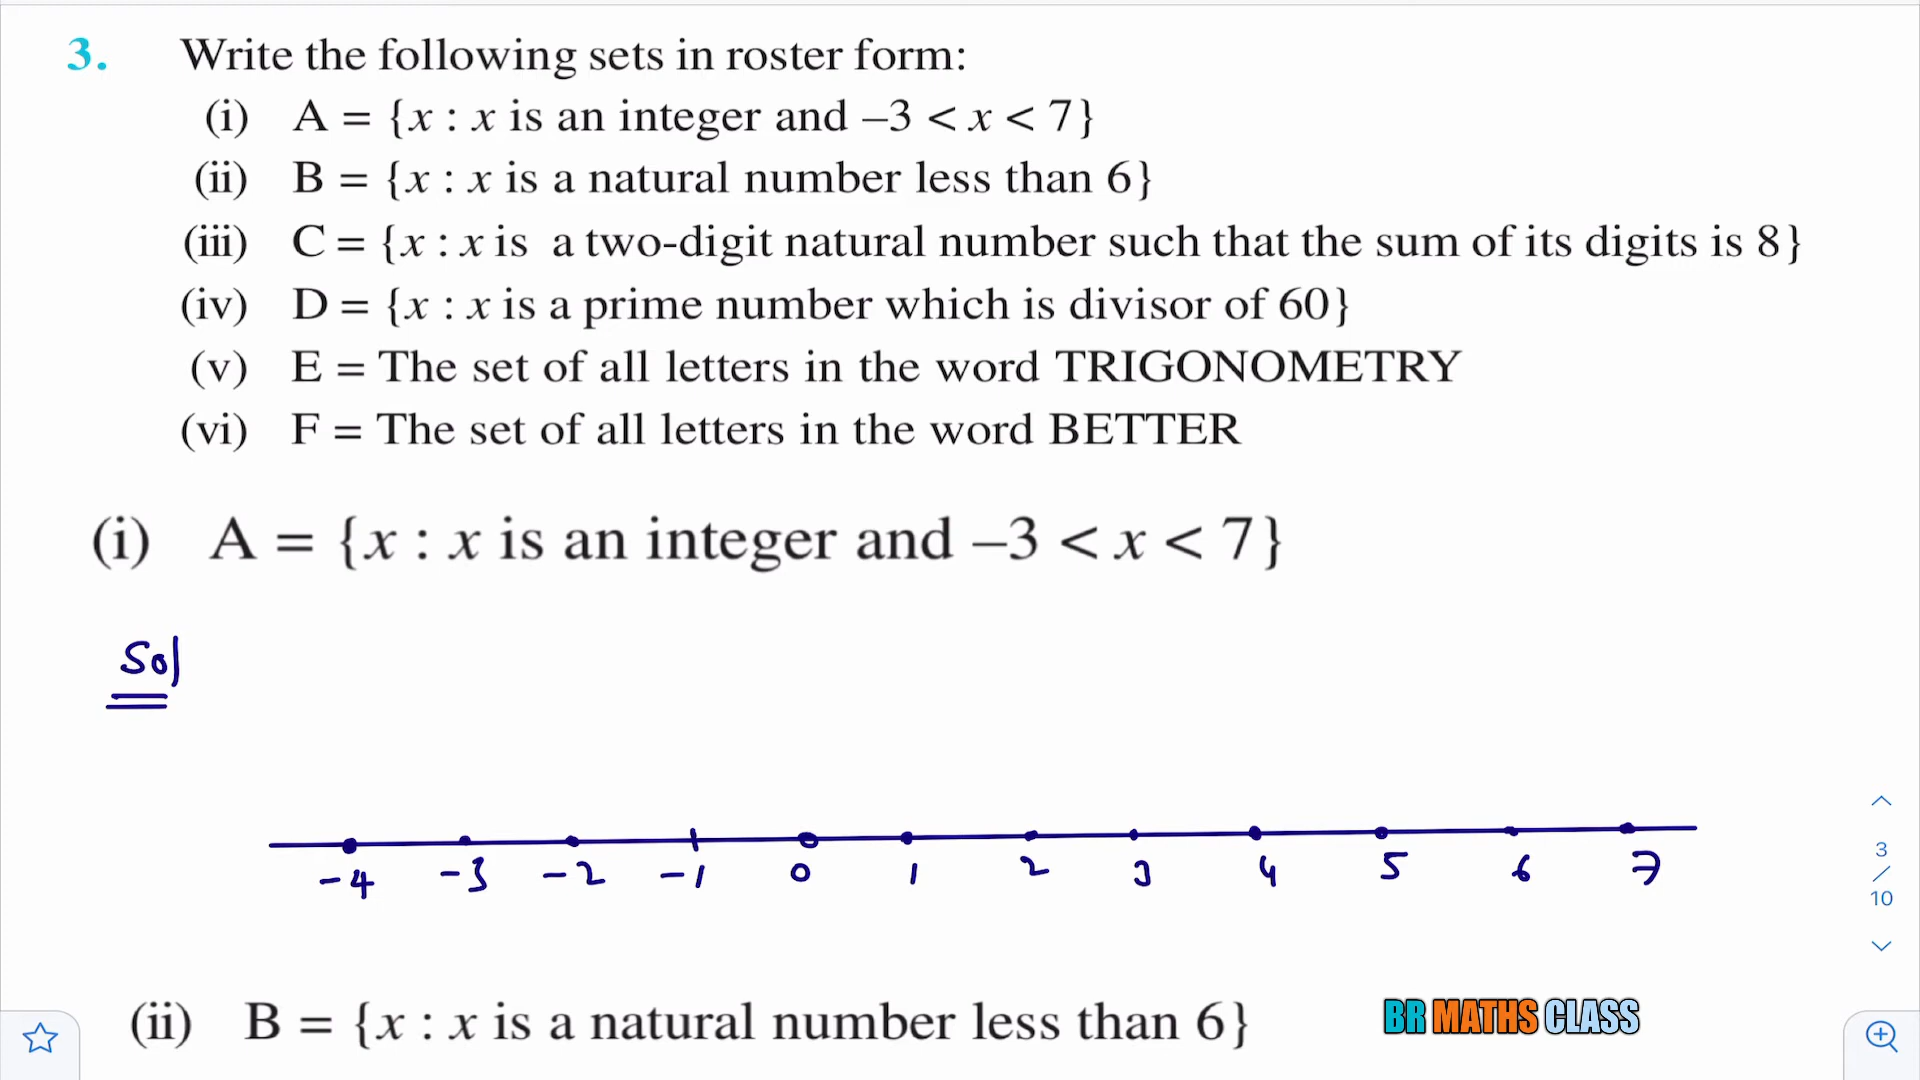 3. Write the following sets in roster form:
(i) A = {x : x is an integer and –3 < x < 7}
(ii) B = {x : x is a natural number less than 6}
(iii) C = {x : x is a two-digit natural number such that the sum of its digits is 8}
(iv) D = {x : x is a prime number which is divisor of 60}
(v) E = The set of all letters in the word TRIGONOMETRY
(vi) F = The set of all letters in the word BETTER
(i) A = {x : x is an integer and –3 < x < 7}
Sol
-4 -3 -2 -1 0 1 2 3 4 5 6 7
3
/
10
(ii) B = {x : x is a natural number less than 6}
BR MATHS CLASS